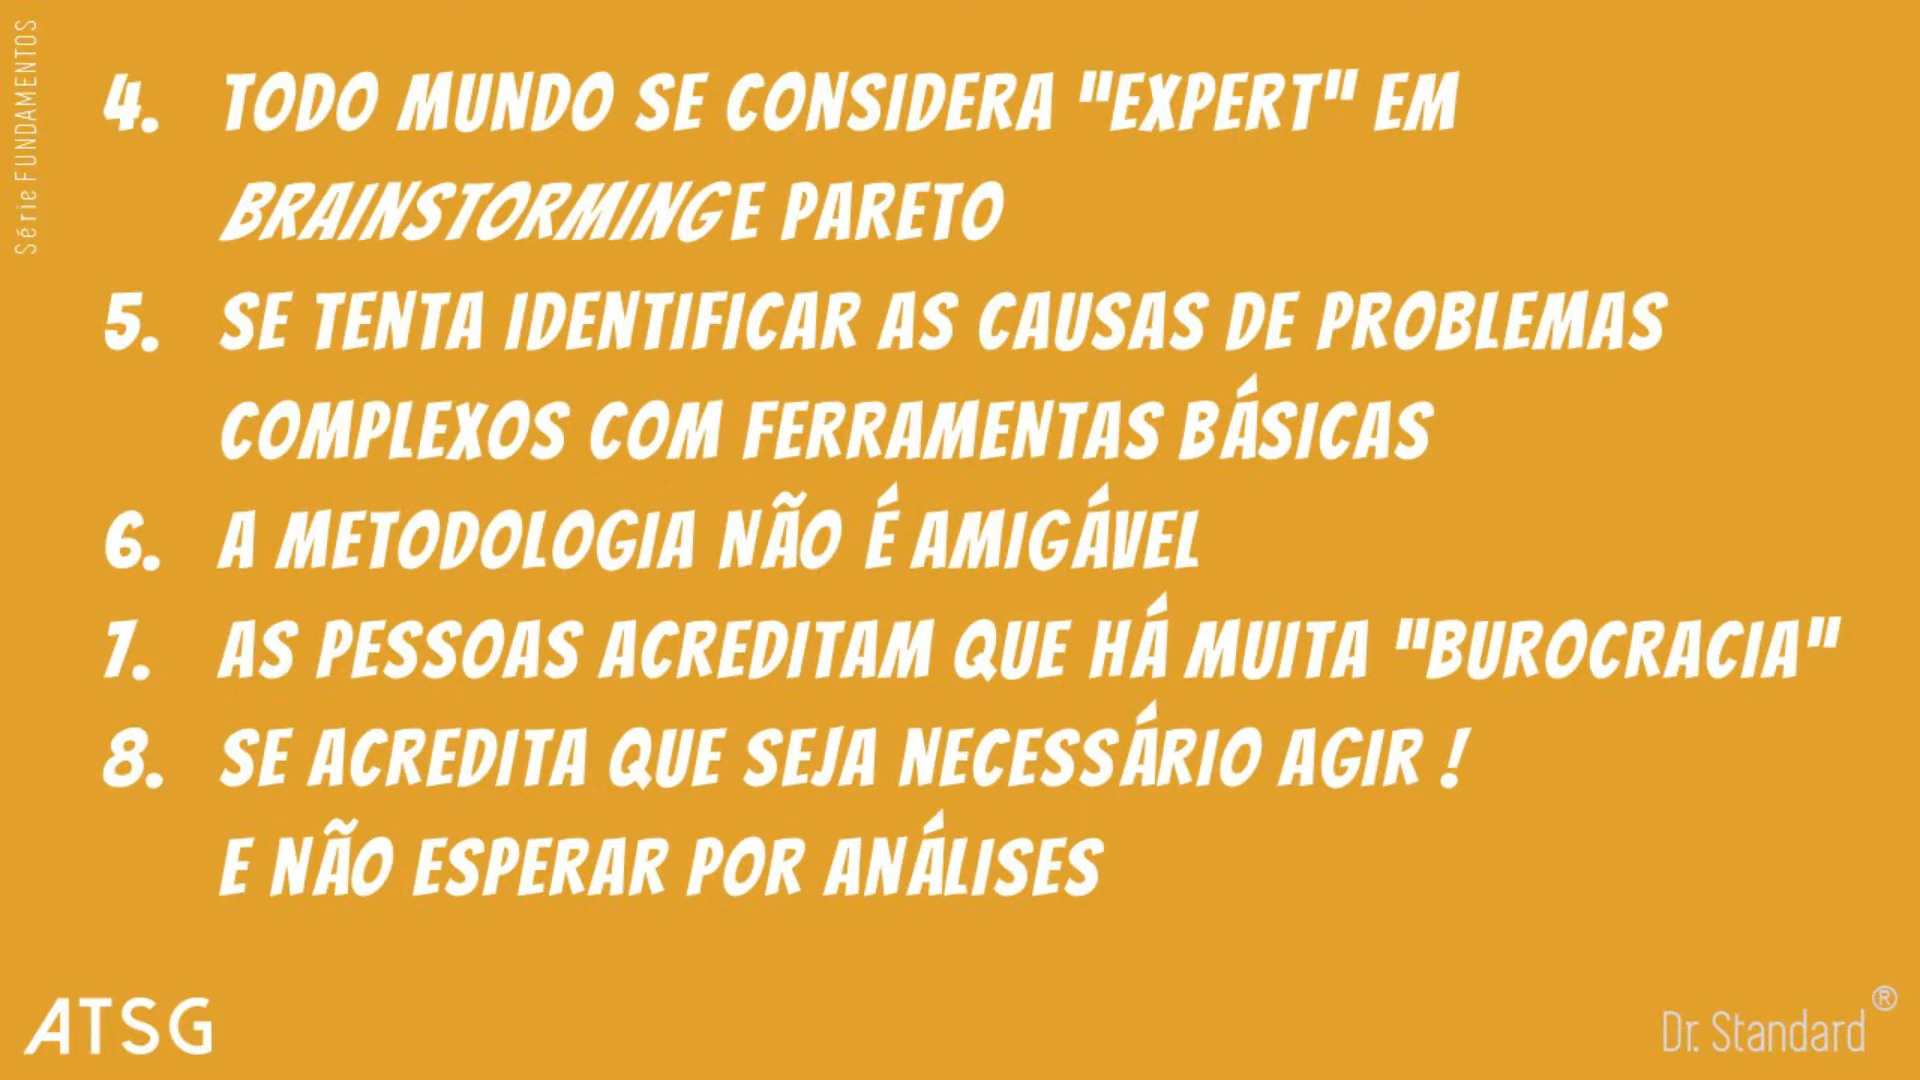 Série FUNDAMENTOS
4. TODO MUNDO SE CONSIDERA "EXPERT" EM
BRAINSTORMING E PARETO
5. SE TENTA IDENTIFICAR AS CAUSAS DE PROBLEMAS
COMPLEXOS COM FERRAMENTAS BÁSICAS
6. A METODOLOGIA NÃO É AMIGÁVEL
7. AS PESSOAS ACREDITAM QUE HÁ MUITA "BUROCRACIA"
8. SE ACREDITA QUE SEJA NECESSÁRIO AGIR !
E NÃO ESPERAR POR ANÁLISES
ATSG
Dr. Standard ®